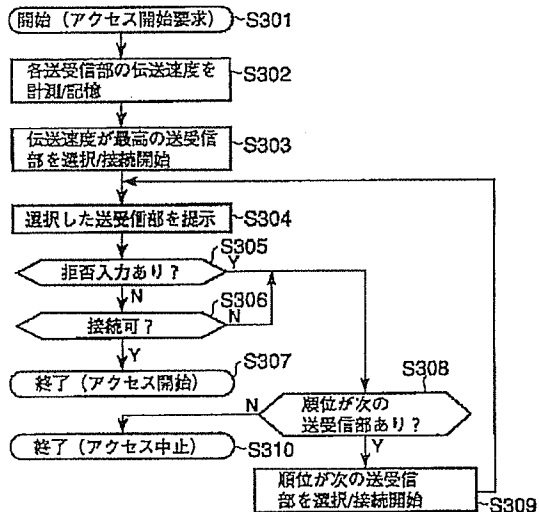 開始（アクセス開始要求）
S301
各送受信部の伝送速度を
計測/記憶
S302
伝送速度が最高の送受信
部を選択/接続開始
S303
選択した送受信部を提示
S304
S305
拒否入力あり？
Y
N
S306
接続可？
N
Y
S307
終了（アクセス開始）
S308
順位が次の
送受信部あり？
N
Y
終了（アクセス中止）
S310
順位が次の送受信
部を選択/接続開始
S309